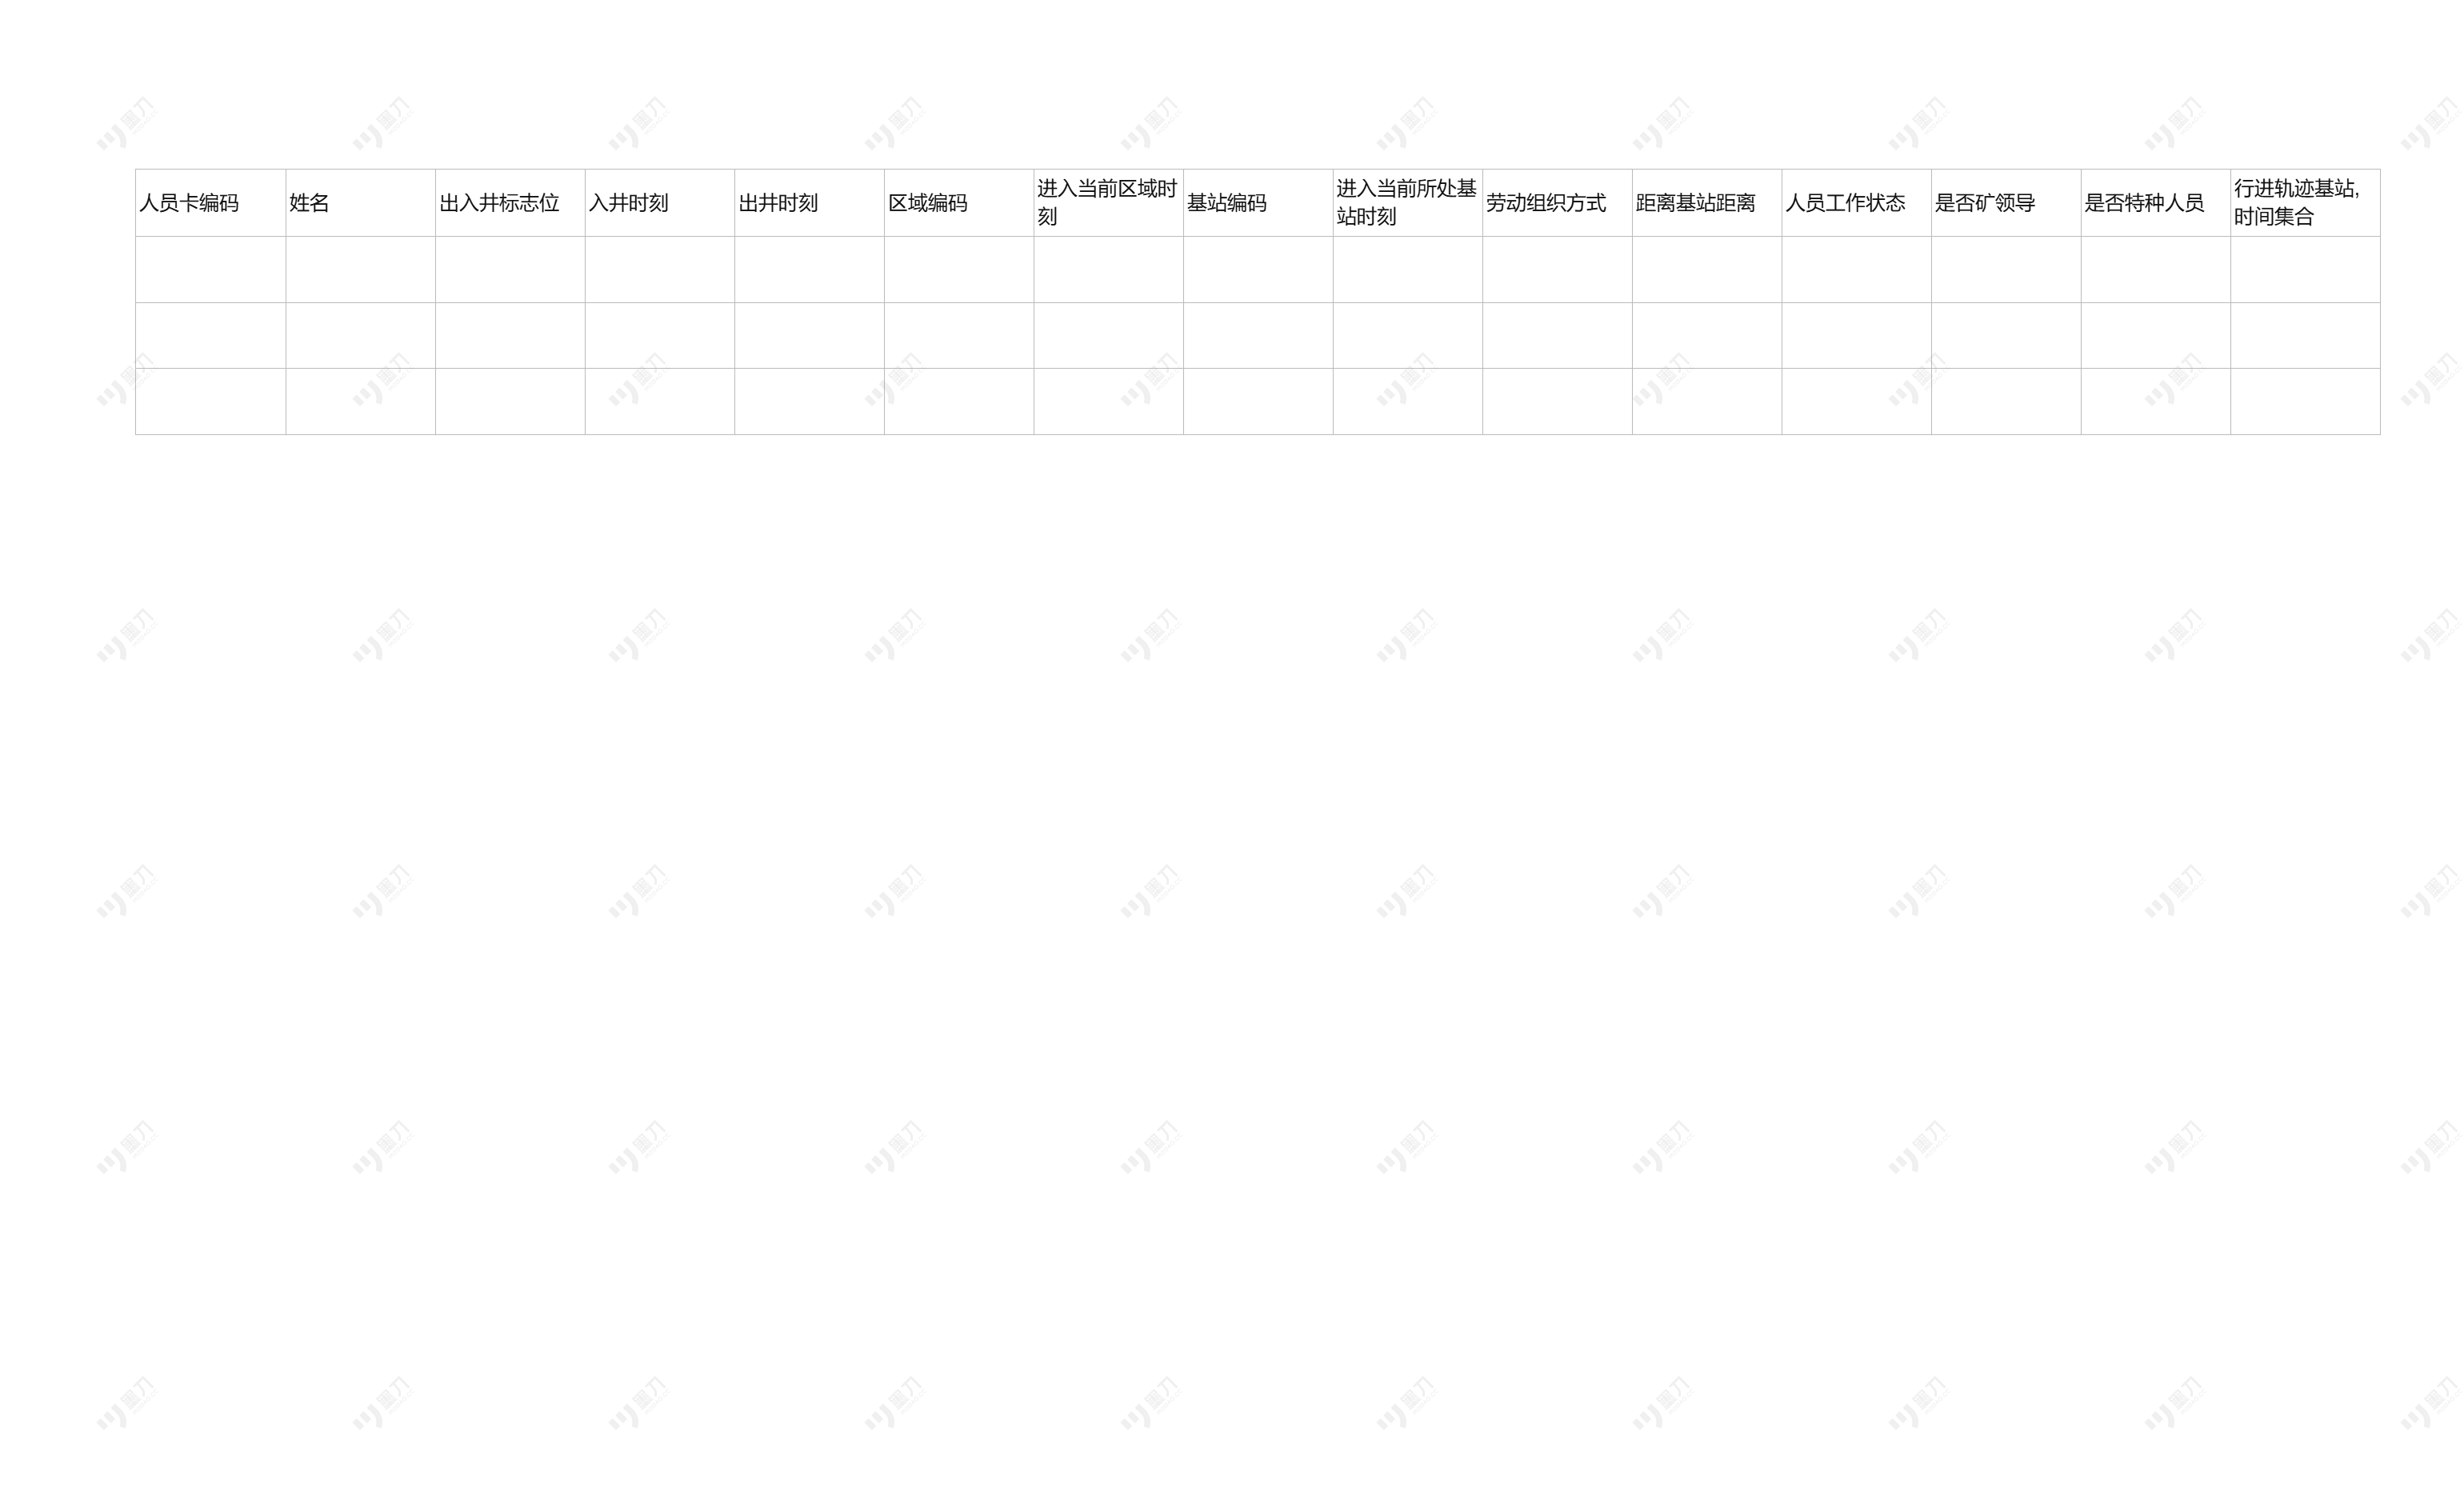 人员卡编码
姓名
出入井标志位
入井时刻
出井时刻
区域编码
进入当前区域时
刻
基站编码
进入当前所处基
站时刻
劳动组织方式
距离基站距离
人员工作状态
是否矿领导
是否特种人员
行进轨迹基站,
时间集合
墨刀